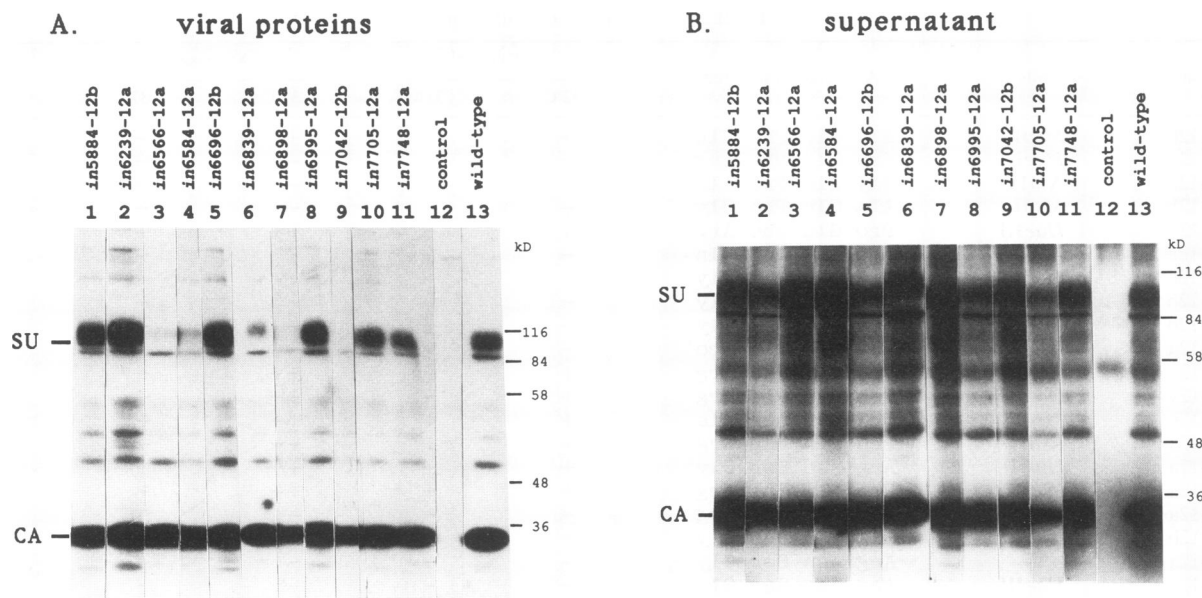 A. viral proteins
in5884-12b
in6239-12a
in6566-12a
in6584-12a
in6696-12b
in6839-12a
in6898-12a
in6995-12a
in7042-12b
in7705-12a
in7748-12a
control
wild-type
1 2 3 4 5 6 7 8 9 10 11 12 13
kD
SU
116
84
58
48
CA
36
B. supernatant
in5884-12b
in6239-12a
in6566-12a
in6584-12a
in6696-12b
in6839-12a
in6898-12a
in6995-12a
in7042-12b
in7705-12a
in7748-12a
control
wild-type
1 2 3 4 5 6 7 8 9 10 11 12 13
kD
116
SU
84
58
48
36
CA